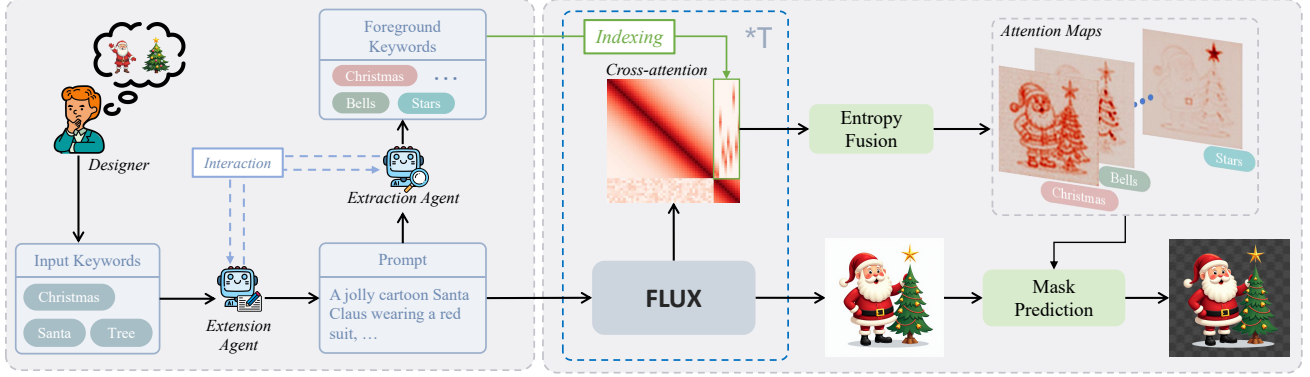 Designer
Input Keywords
Christmas
Santa
Tree
Interaction
Extension
Agent
Foreground
Keywords
Christmas
...
Bells
Stars
Extraction Agent
Prompt
A jolly cartoon Santa
Claus wearing a red
suit, ...
Indexing
*T
Cross-attention
FLUX
Entropy
Fusion
Attention Maps
Stars
Bells
Christmas
Mask
Prediction